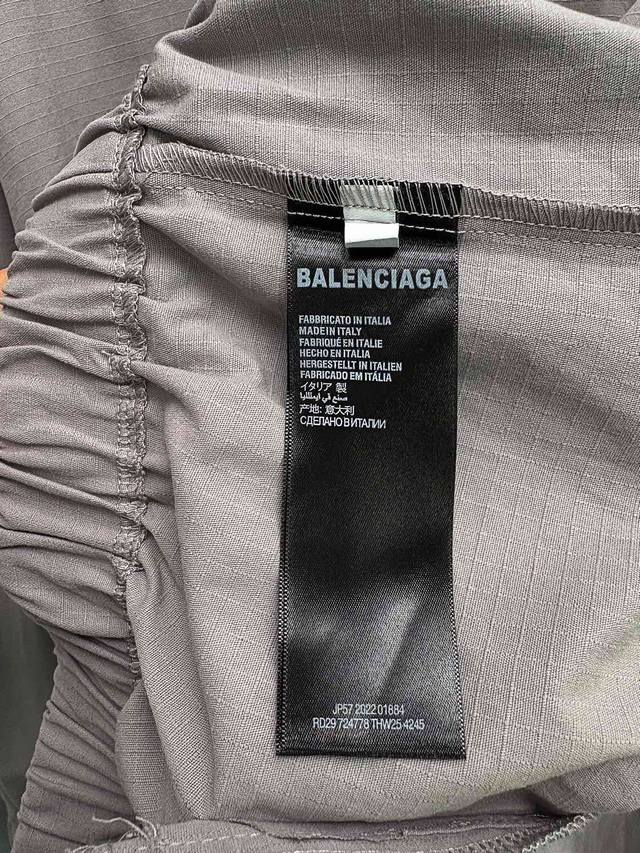 BALENCIAGA
FABBRICATO IN ITALIA
MADE IN ITALY
FABRIQUÉ EN ITALIE
HECHO EN ITALIA
HERGESTELLT IN ITALIEN
FABRICADO EM ITÁLIA
イタリア 製
صنع في ايطاليا
产地: 意大利
СДЕЛАНО В ИТАЛИИ
JP57 2022 01884
RD29 724778 THW25 4245